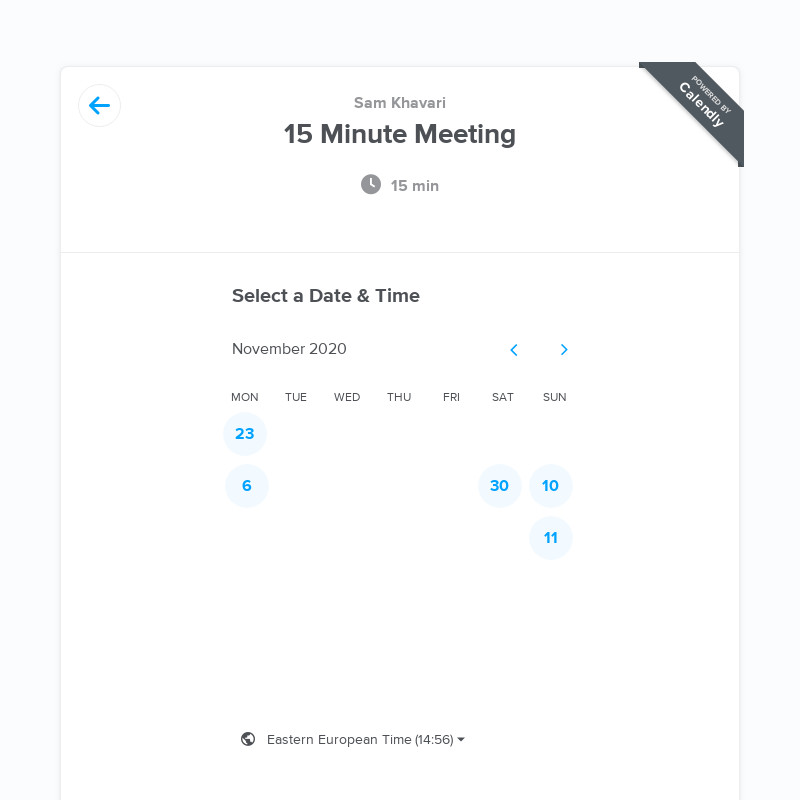 POWERED BY
Calendly
Sam Khavari
15 Minute Meeting
15 min
Select a Date & Time
November 2020
MON TUE WED THU FRI SAT SUN
23
6 30 10
11
Eastern European Time (14:56)